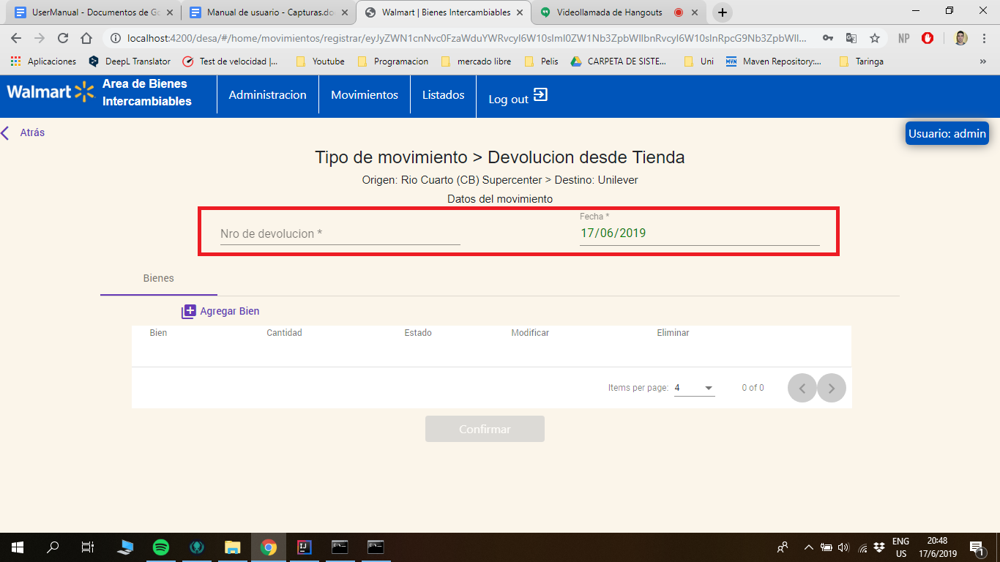 UserManual - Documentos de Go
Manual de usuario - Capturas.do
Walmart | Bienes Intercambiables
Videollamada de Hangouts
localhost:4200/desa/#/home/movimientos/registrar/eyJyZWN1cnNvc0FzaWduYWRvcyI6W10sImI0ZW1Nb3ZpbWllbnRvcyI6W10sInRpcG9Nb3ZpbWll...
NP
Aplicaciones
DeepL Translator
Test de velocidad |...
Youtube
Programacion
mercado libre
Pelis
CARPETA DE SISTE...
Uni
MVN
Maven Repository:...
Taringa
»
Walmart
Area de Bienes
Intercambiables
Administracion
Movimientos
Listados
Log out
Atrás
Usuario: admin
Tipo de movimiento > Devolucion desde Tienda
Origen: Rio Cuarto (CB) Supercenter > Destino: Unilever
Datos del movimiento
Fecha *
Nro de devolucion *
17/06/2019
Bienes
Agregar Bien
Bien Cantidad Estado Modificar Eliminar
Items per page: 4 0 of 0
Confirmar
ENG
US
20:48
17/6/2019
1